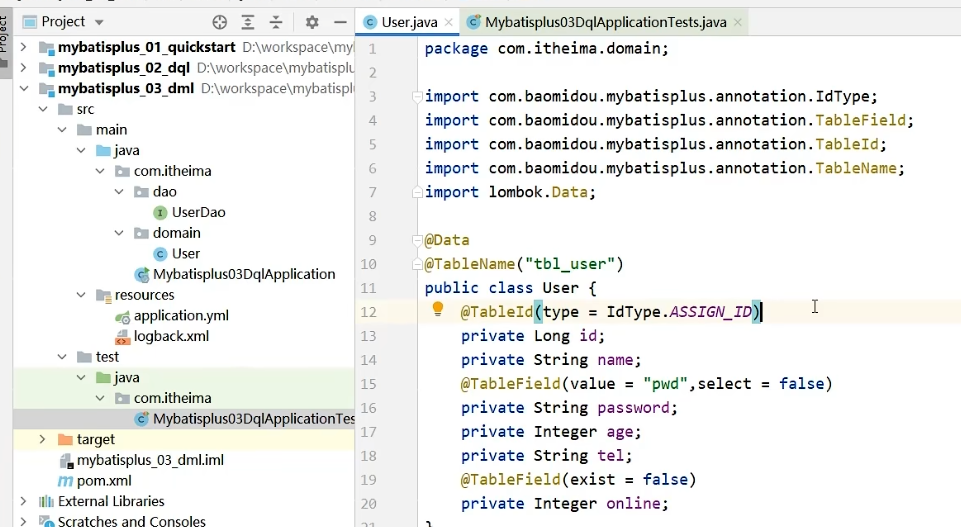 Project
Project
User.java
Mybatisplus03DqlApplicationTests.java
mybatisplus_01_quickstart D:\workspace\my
mybatisplus_02_dql D:\workspace\mybatispl
mybatisplus_03_dml D:\workspace\mybatispl
src
main
java
com.itheima
dao
UserDao
domain
User
Mybatisplus03DqlApplication
resources
application.yml
logback.xml
test
java
com.itheima
Mybatisplus03DqlApplicationTes
target
mybatisplus_03_dml.iml
pom.xml
External Libraries
Scratches and Consoles
1 package com.itheima.domain;
2
3 import com.baomidou.mybatisplus.annotation.IdType;
4 import com.baomidou.mybatisplus.annotation.TableField;
5 import com.baomidou.mybatisplus.annotation.TableId;
6 import com.baomidou.mybatisplus.annotation.TableName;
7 import lombok.Data;
8
9 @Data
10 @TableName("tbl_user")
11 public class User {
12 @TableId(type = IdType.ASSIGN_ID)
13 private Long id;
14 private String name;
15 @TableField(value = "pwd",select = false)
16 private String password;
17 private Integer age;
18 private String tel;
19 @TableField(exist = false)
20 private Integer online;
21 }